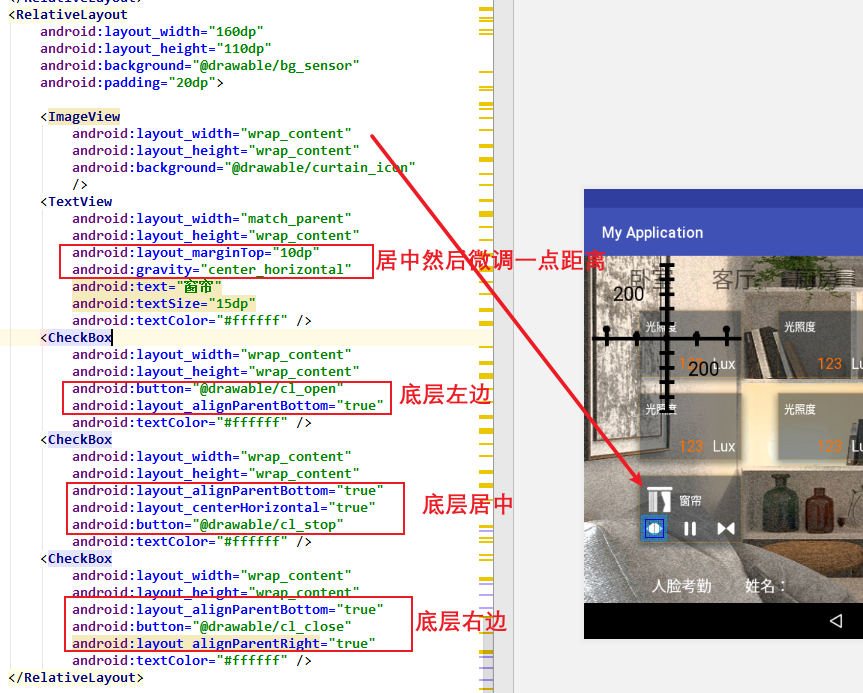 <RelativeLayout
android:layout_width="160dp"
android:layout_height="110dp"
android:background="@drawable/bg_sensor"
android:padding="20dp">
<ImageView
android:layout_width="wrap_content"
android:layout_height="wrap_content"
android:background="@drawable/curtain_icon"
/>
<TextView
android:layout_width="match_parent"
android:layout_height="wrap_content"
android:layout_marginTop="10dp"
android:gravity="center_horizontal"
居中然后微调一点距离
android:text="窗帘"
android:textSize="15dp"
android:textColor="#ffffff" />
<CheckBox
android:layout_width="wrap_content"
android:layout_height="wrap_content"
android:button="@drawable/cl_open"
android:layout_alignParentBottom="true"
底层左边
android:textColor="#ffffff" />
<CheckBox
android:layout_width="wrap_content"
android:layout_height="wrap_content"
android:layout_alignParentBottom="true"
android:layout_centerHorizontal="true"
android:button="@drawable/cl_stop"
底层居中
android:textColor="#ffffff" />
<CheckBox
android:layout_width="wrap_content"
android:layout_height="wrap_content"
android:layout_alignParentBottom="true"
android:button="@drawable/cl_close"
android:layout_alignParentRight="true"
底层右边
android:textColor="#ffffff" />
</RelativeLayout>
My Application
卧室 客厅 厨房
200
光照度 光照度
200
123 Lux 123
光照度 光照度
123 Lux 123
窗帘
人脸考勤 姓名：